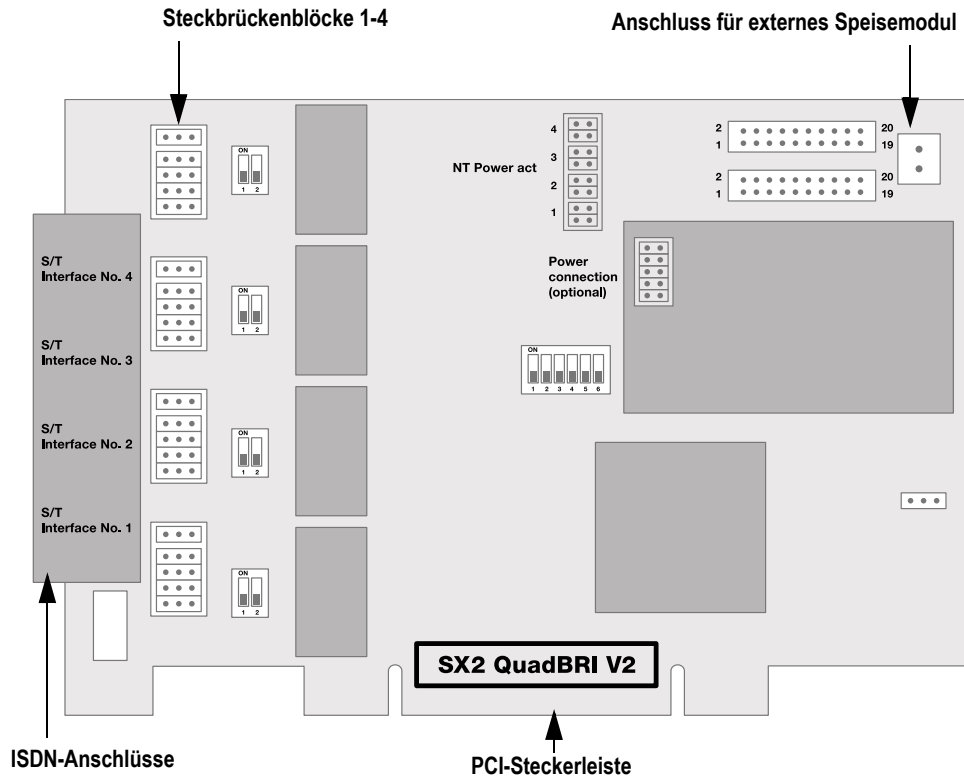 Steckbrückenblöcke 1-4
Anschluss für externes Speisemodul
ON
1 2
NT Power act
4
3
2
1
2
1
20
19
2
1
20
19
S/T
Interface No. 4
ON
1 2
Power
connection
(optional)
S/T
Interface No. 3
ON
1 2 3 4 5 6
S/T
Interface No. 2
ON
1 2
S/T
Interface No. 1
ON
1 2
SX2 QuadBRI V2
ISDN-Anschlüsse
PCI-Steckerleiste